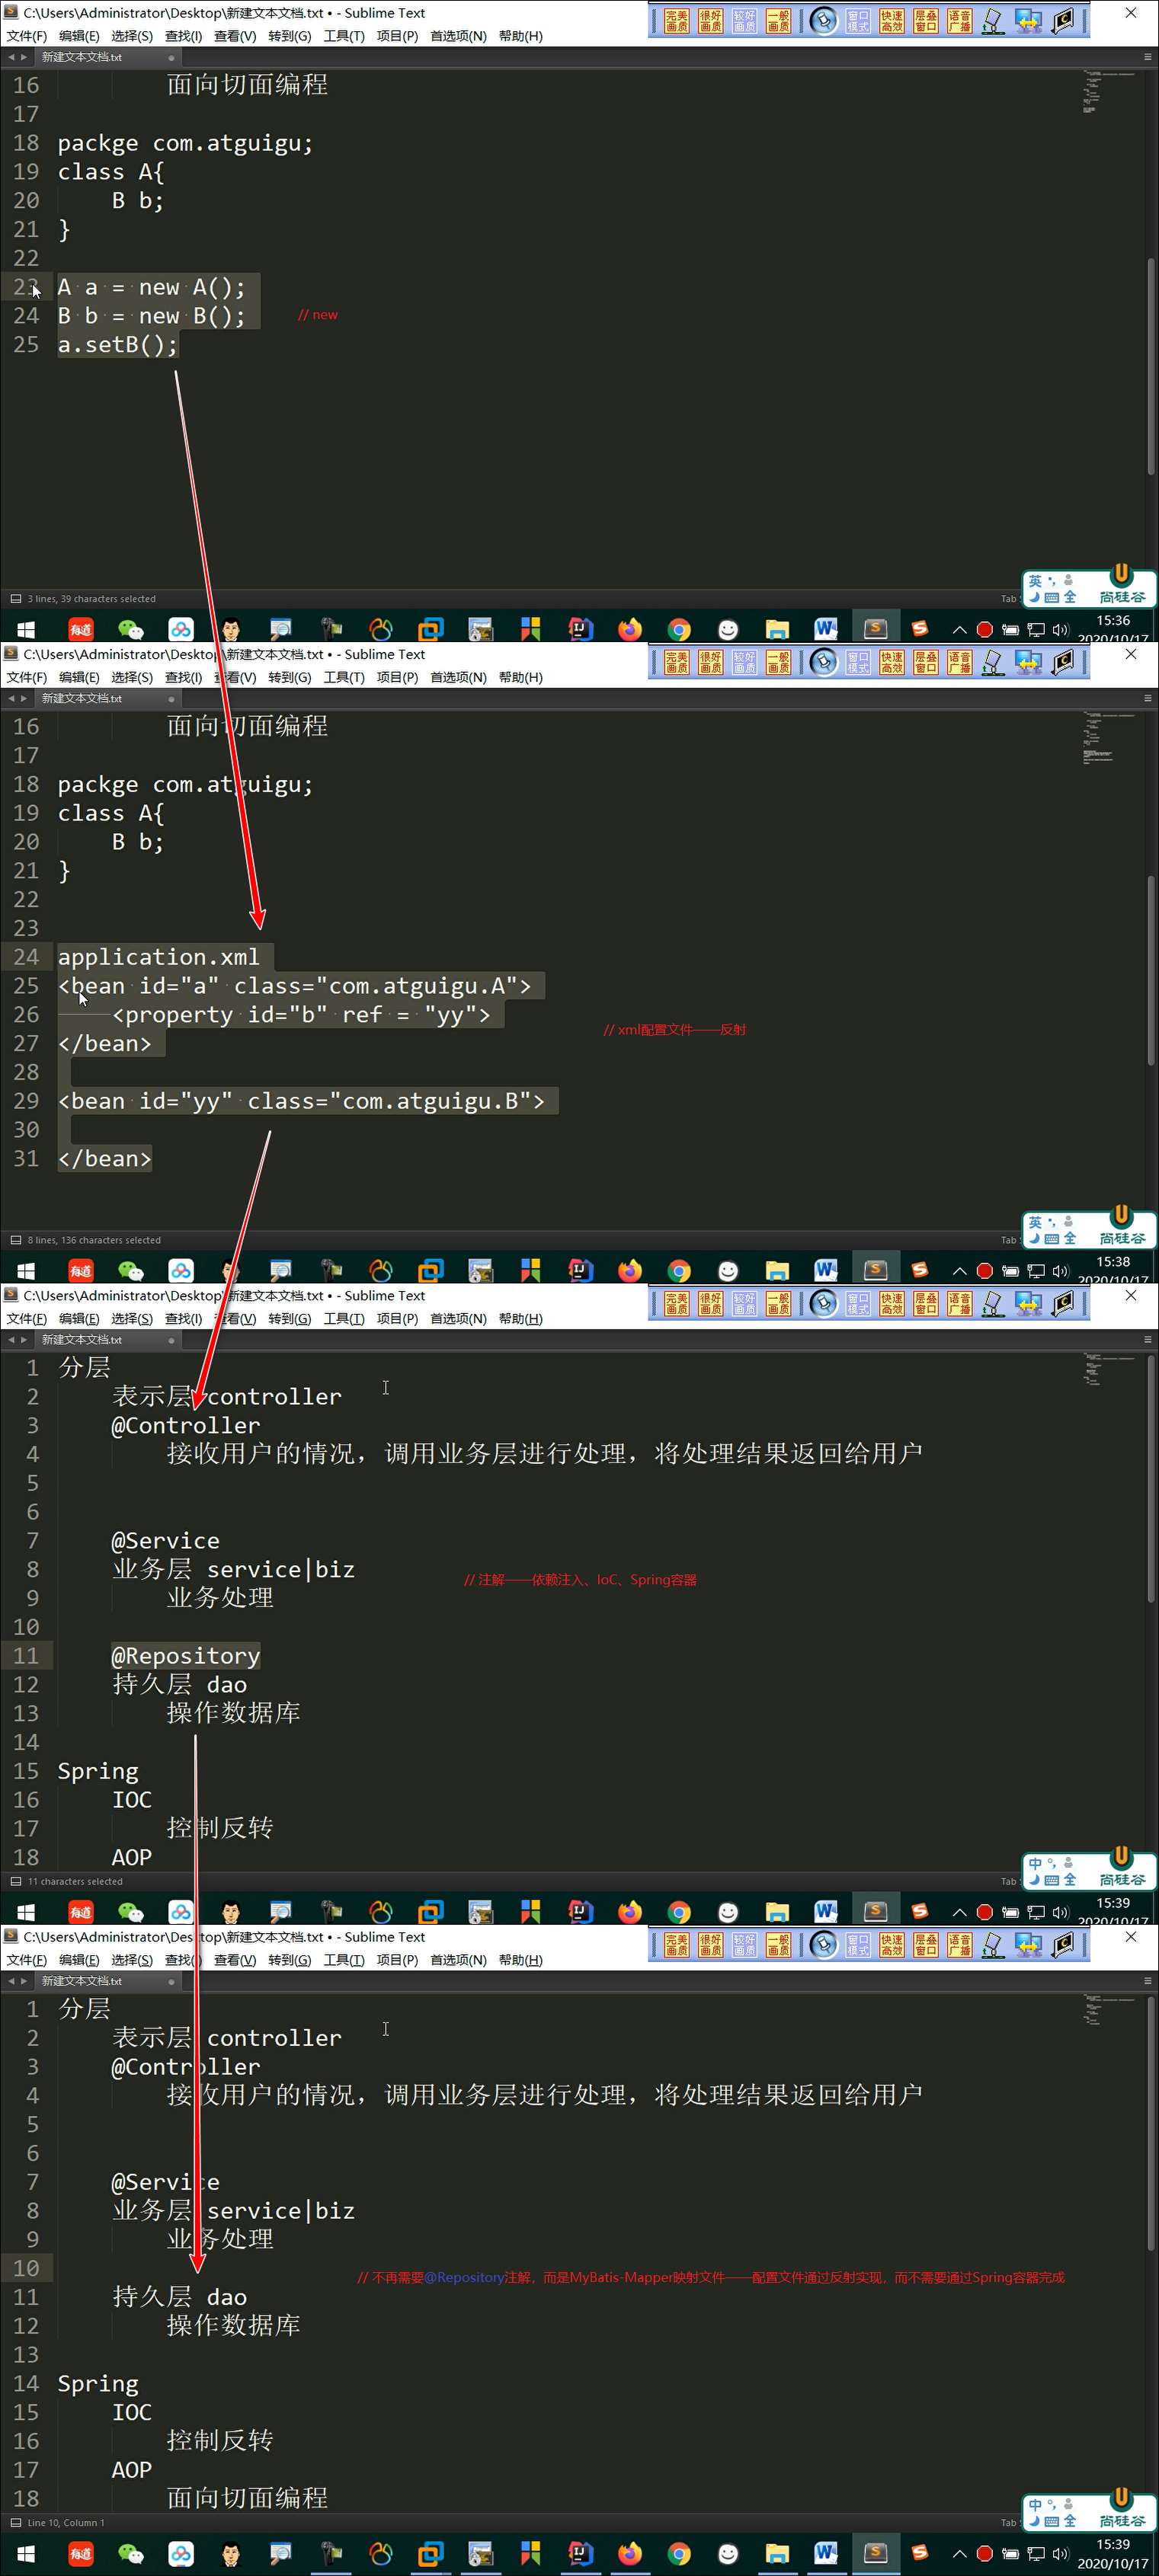 C:\Users\Administrator\Desktop\新建文本文档.txt • - Sublime Text
完美画质 很好画质 较好画质 一般画质 窗口模式 快速高效 层叠窗口 语音广播
文件(F) 编辑(E) 选择(S) 查找(I) 查看(V) 转到(G) 工具(T) 项目(P) 首选项(N) 帮助(H)
新建文本文档.txt
16 面向切面编程
17
18 packge com.atguigu;
19 class A{
20 B b;
21 }
22
23 A a = new A();
24 B b = new B(); // new
25 a.setB();
3 lines, 39 characters selected
Tab
英 全 尚硅谷
有道
15:36
2020/10/17
C:\Users\Administrator\Desktop\新建文本文档.txt • - Sublime Text
完美画质 很好画质 较好画质 一般画质 窗口模式 快速高效 层叠窗口 语音广播
文件(F) 编辑(E) 选择(S) 查找(I) 查看(V) 转到(G) 工具(T) 项目(P) 首选项(N) 帮助(H)
新建文本文档.txt
16 面向切面编程
17
18 packge com.atguigu;
19 class A{
20 B b;
21 }
22
23
24 application.xml
25 <bean id="a" class="com.atguigu.A">
26 <property id="b" ref = "yy">
// xml配置文件——反射
27 </bean>
28
29 <bean id="yy" class="com.atguigu.B">
30
31 </bean>
8 lines, 136 characters selected
Tab
英 全 尚硅谷
有道
15:38
2020/10/17
C:\Users\Administrator\Desktop\新建文本文档.txt • - Sublime Text
完美画质 很好画质 较好画质 一般画质 窗口模式 快速高效 层叠窗口 语音广播
文件(F) 编辑(E) 选择(S) 查找(I) 查看(V) 转到(G) 工具(T) 项目(P) 首选项(N) 帮助(H)
新建文本文档.txt
1 分层
2 表示层 controller
3 @Controller
4 接收用户的情况，调用业务层进行处理，将处理结果返回给用户
5
6
7 @Service
8 业务层 service|biz
// 注解——依赖注入、IoC、Spring容器
9 业务处理
10
11 @Repository
12 持久层 dao
13 操作数据库
14
15 Spring
16 IOC
17 控制反转
18 AOP
11 characters selected
Tab
中 全 尚硅谷
有道
15:39
2020/10/17
C:\Users\Administrator\Desktop\新建文本文档.txt • - Sublime Text
完美画质 很好画质 较好画质 一般画质 窗口模式 快速高效 层叠窗口 语音广播
文件(F) 编辑(E) 选择(S) 查找(I) 查看(V) 转到(G) 工具(T) 项目(P) 首选项(N) 帮助(H)
新建文本文档.txt
1 分层
2 表示层 controller
3 @Controller
4 接收用户的情况，调用业务层进行处理，将处理结果返回给用户
5
6
7 @Service
8 业务层 service|biz
9 业务处理
10
// 不再需要@Repository注解，而是MyBatis-Mapper映射文件——配置文件通过反射实现，而不需要通过Spring容器完成
11 持久层 dao
12 操作数据库
13
14 Spring
15 IOC
16 控制反转
17 AOP
18 面向切面编程
Line 10, Column 1
Tab
中 全 尚硅谷
有道
15:39
2020/10/17